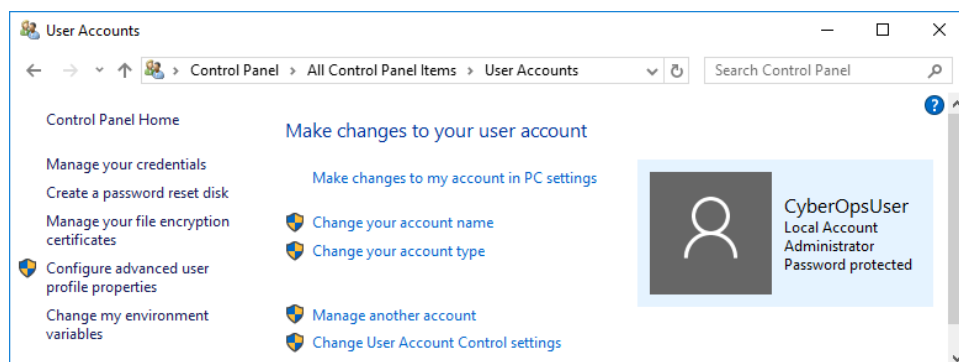 User Accounts
Control Panel > All Control Panel Items > User Accounts
Search Control Panel
Control Panel Home
Manage your credentials
Create a password reset disk
Manage your file encryption
certificates
Configure advanced user
profile properties
Change my environment
variables
Make changes to your user account
Make changes to my account in PC settings
Change your account name
Change your account type
Manage another account
Change User Account Control settings
CyberOpsUser
Local Account
Administrator
Password protected
?